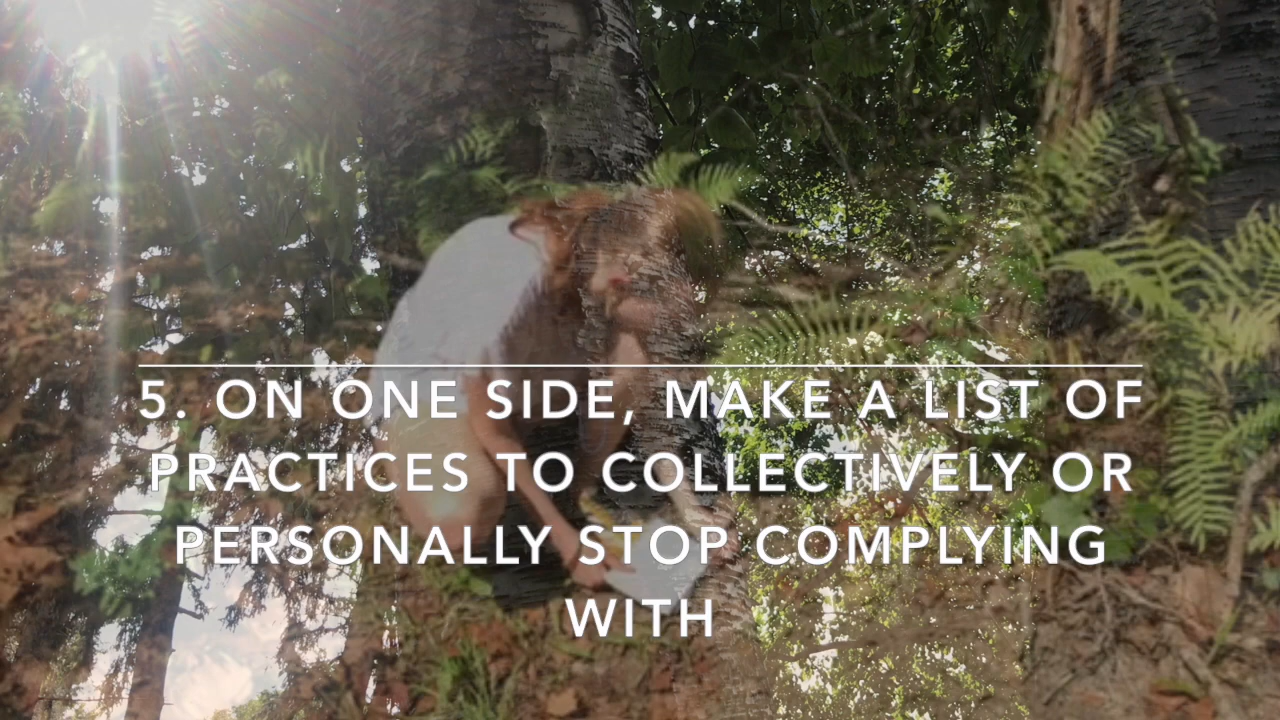 5. ON ONE SIDE, MAKE A LIST OF
PRACTICES TO COLLECTIVELY OR
PERSONALLY STOP COMPLYING
WITH